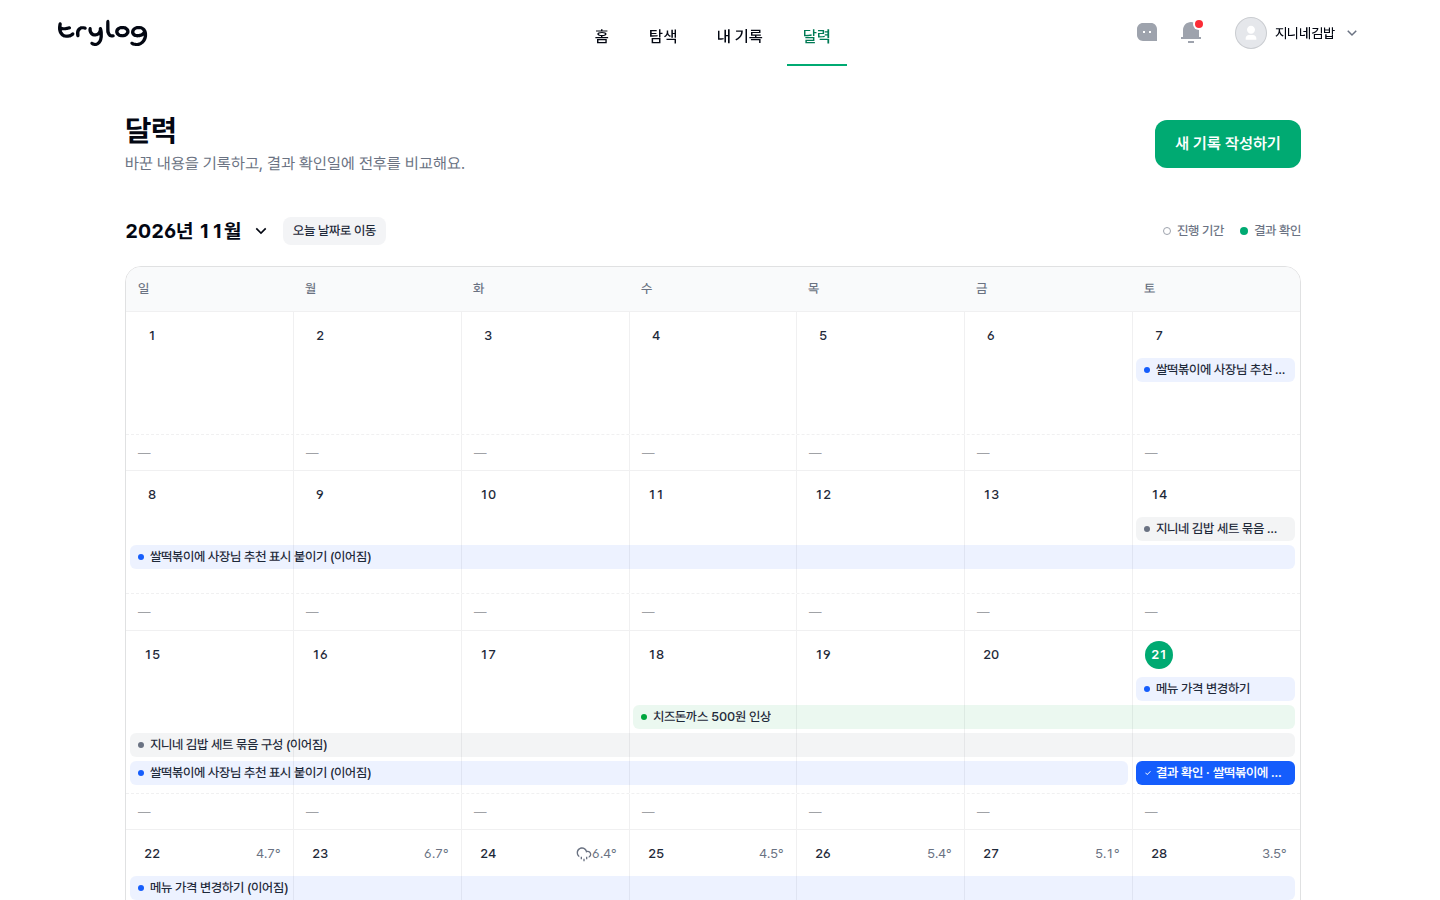 trylog
홈 탐색 내 기록 달력
지니네김밥
달력
바꾼 내용을 기록하고, 결과 확인일에 전후를 비교해요.
새 기록 작성하기
2026년 11월
오늘 날짜로 이동
진행 기간 결과 확인
일 월 화 수 목 금 토
1 2 3 4 5 6 7
쌀떡볶이에 사장님 추천 ...
— — — — — — —
8 9 10 11 12 13 14
지니네 김밥 세트 묶음 ...
쌀떡볶이에 사장님 추천 표시 붙이기 (이어짐)
— — — — — — —
15 16 17 18 19 20 21
메뉴 가격 변경하기
치즈돈까스 500원 인상
지니네 김밥 세트 묶음 구성 (이어짐)
쌀떡볶이에 사장님 추천 표시 붙이기 (이어짐) 결과 확인 · 쌀떡볶이에 ...
— — — — — — —
22 4.7° 23 6.7° 24 6.4° 25 4.5° 26 5.4° 27 5.1° 28 3.5°
메뉴 가격 변경하기 (이어짐)